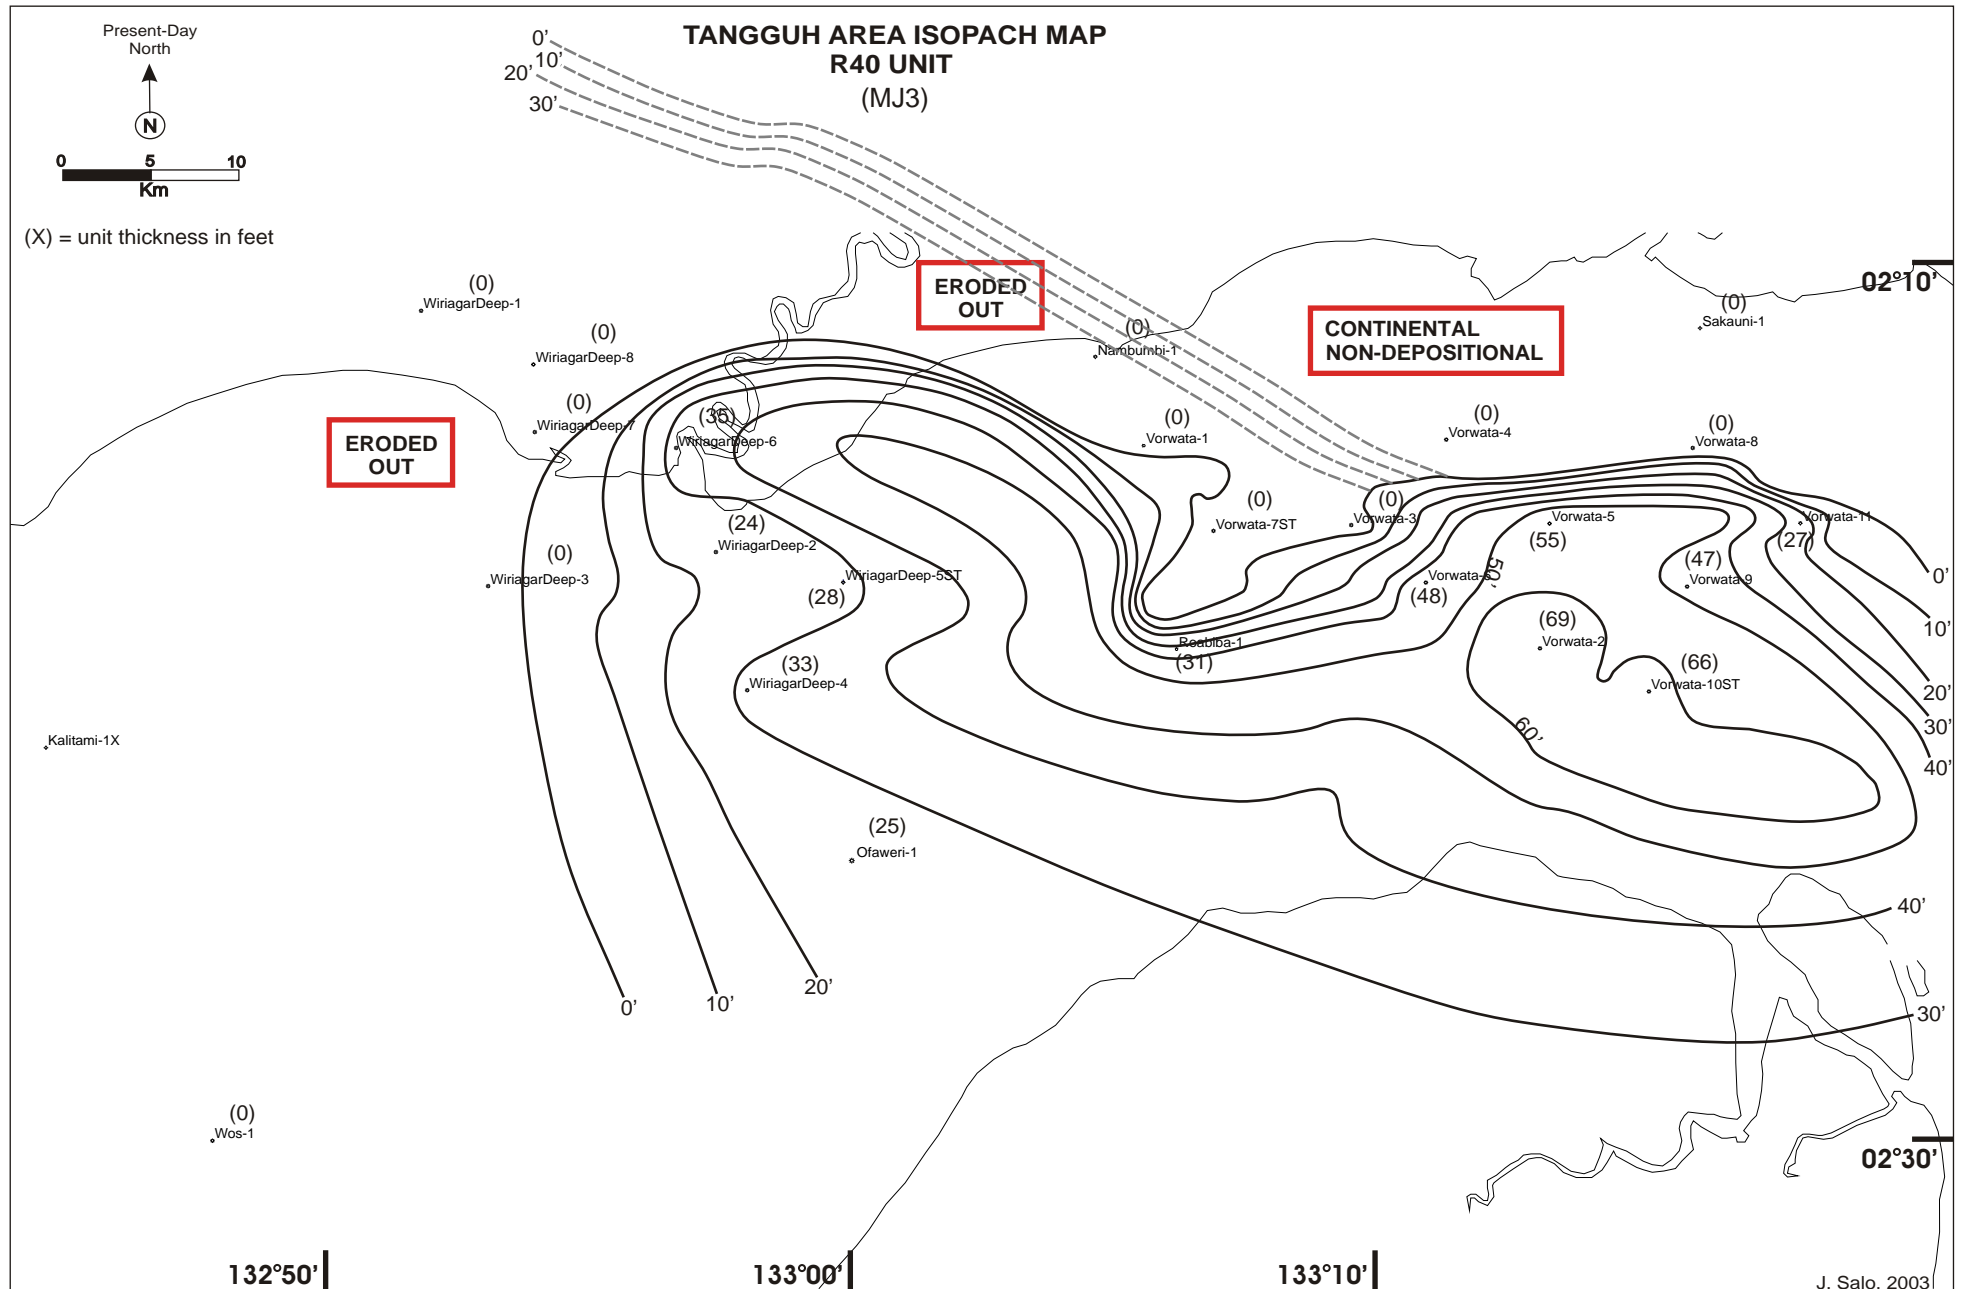 Present-Day
North
N
0 5 10
Km
(X) = unit thickness in feet
TANGGUH AREA ISOPACH MAP
R40 UNIT
(MJ3)
0'
10'
20'
30'
ERODED
OUT
CONTINENTAL
NON-DEPOSITIONAL
02°10'
(0)
WiriagarDeep-1
(0)
WiriagarDeep-8
(0)
Nambumbi-1
(0)
Sakauni-1
(0)
WiriagarDeep-7
ERODED
OUT
(35)
WiriagarDeep-6
(0)
Vorwata-1
(0)
Vorwata-4
(0)
Vorwata-8
(24)
WiriagarDeep-2
(0)
Vorwata-7ST
(0)
Vorwata-3
Vorwata-5
(55)
Vorwata-11
(27)
(0)
WiriagarDeep-3
WiriagarDeep-5ST
(28)
Vorwata-6
(48)
50'
(47)
Vorwata-9
0'
10'
20'
30'
40'
(33)
WiriagarDeep-4
Roabiba-1
(31)
(69)
Vorwata-2
(66)
Vorwata-10ST
60'
Kalitami-1X
(25)
Ofaweri-1
40'
30'
0'
10'
20'
(0)
Wos-1
02°30'
132°50'
133°00'
133°10'
J. Salo, 2003